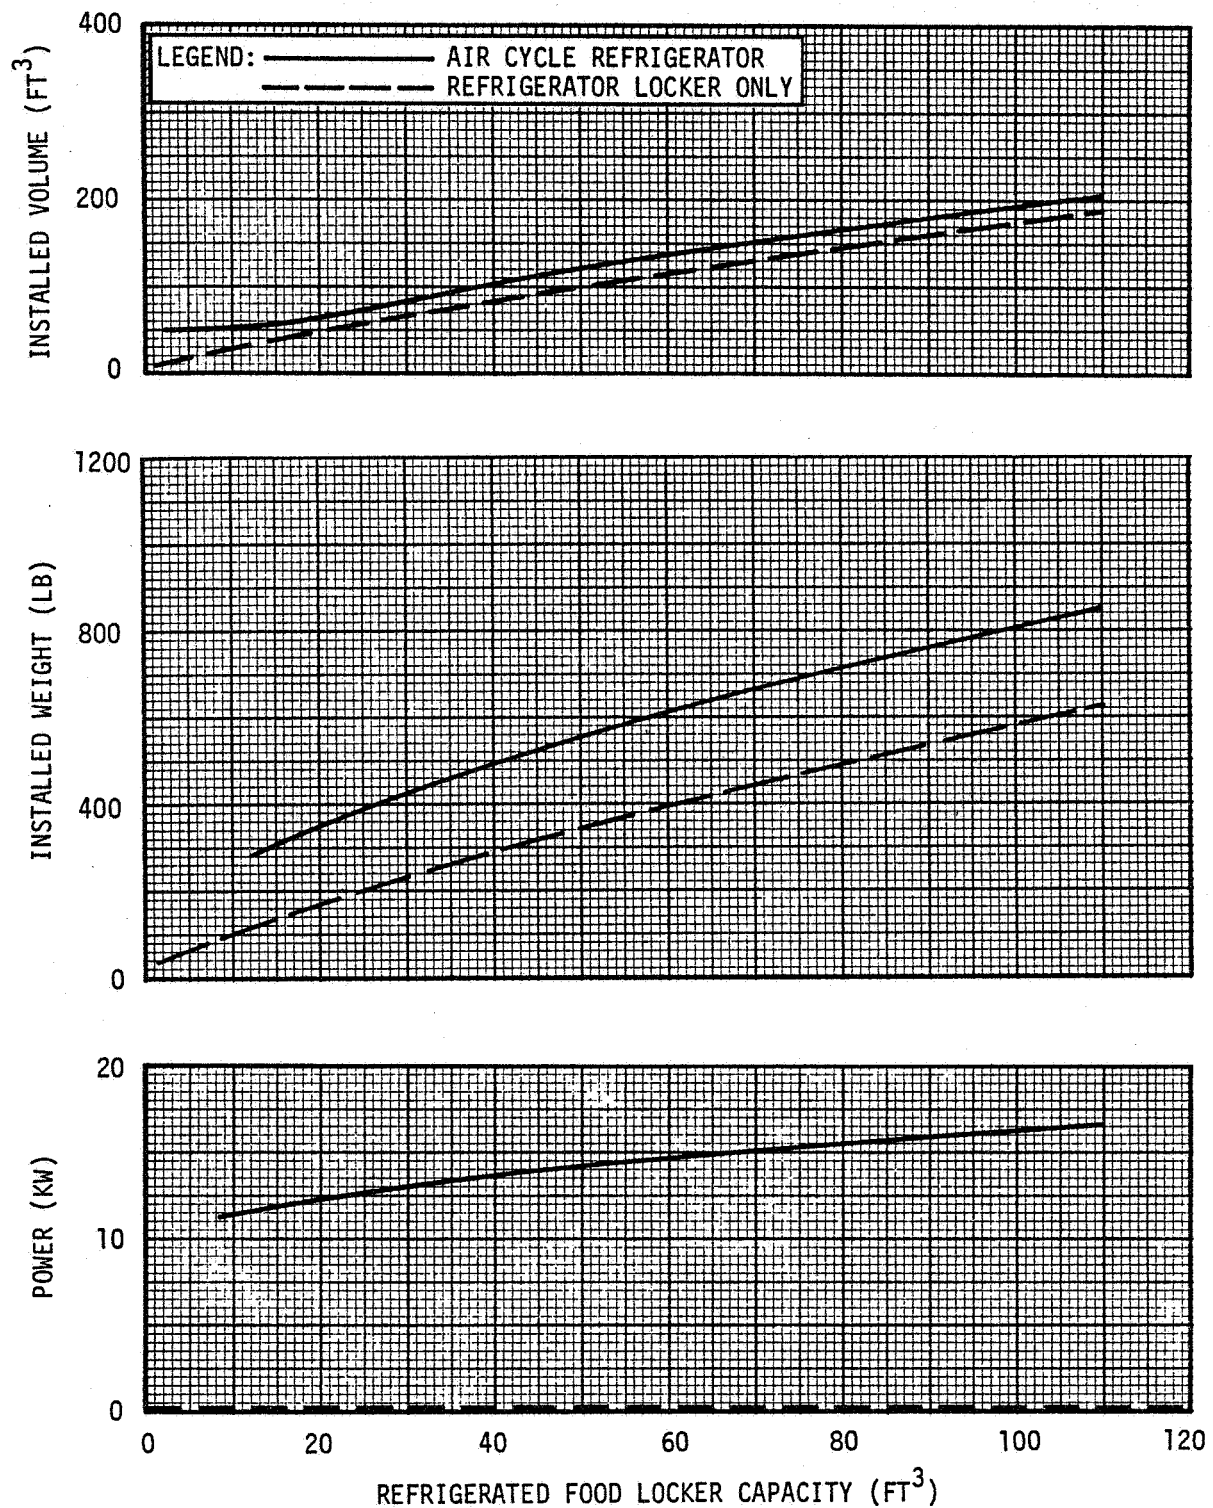 400
LEGEND: AIR CYCLE REFRIGERATOR
REFRIGERATOR LOCKER ONLY
INSTALLED VOLUME (FT³)
200
0
1200
INSTALLED WEIGHT (LB)
800
400
0
20
POWER (KW)
10
0
0 20 40 60 80 100 120
REFRIGERATED FOOD LOCKER CAPACITY (FT³)